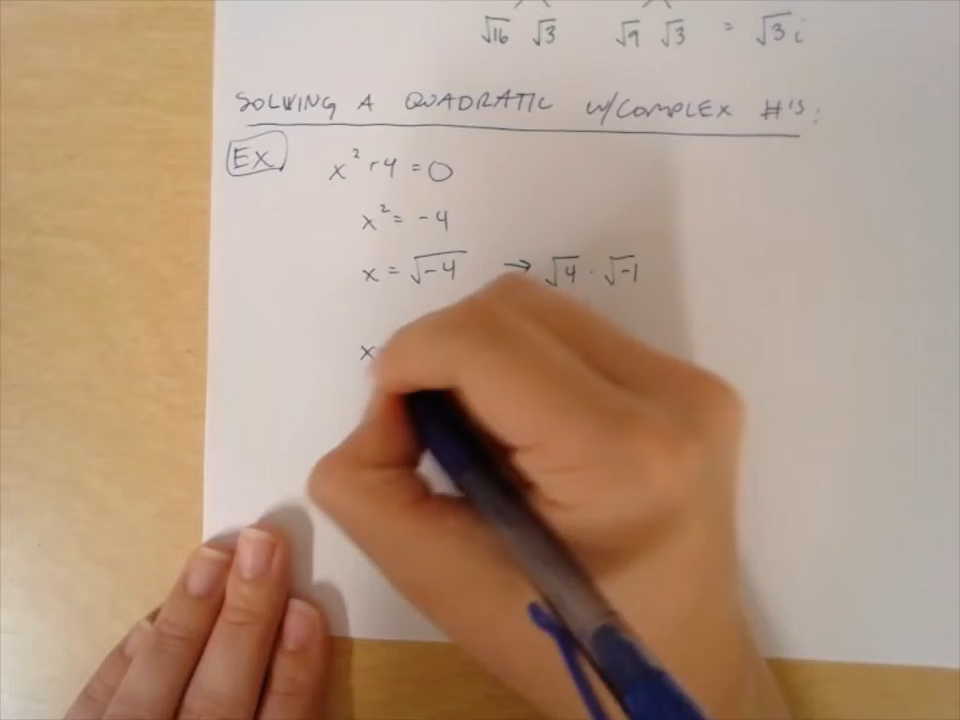 √16 √3 √9 √3 = √3 i
SOLVING A QUADRATIC W/COMPLEX #'S:
EX x² + 4 = 0
x² = -4
x = √-4 → √4 · √-1
x